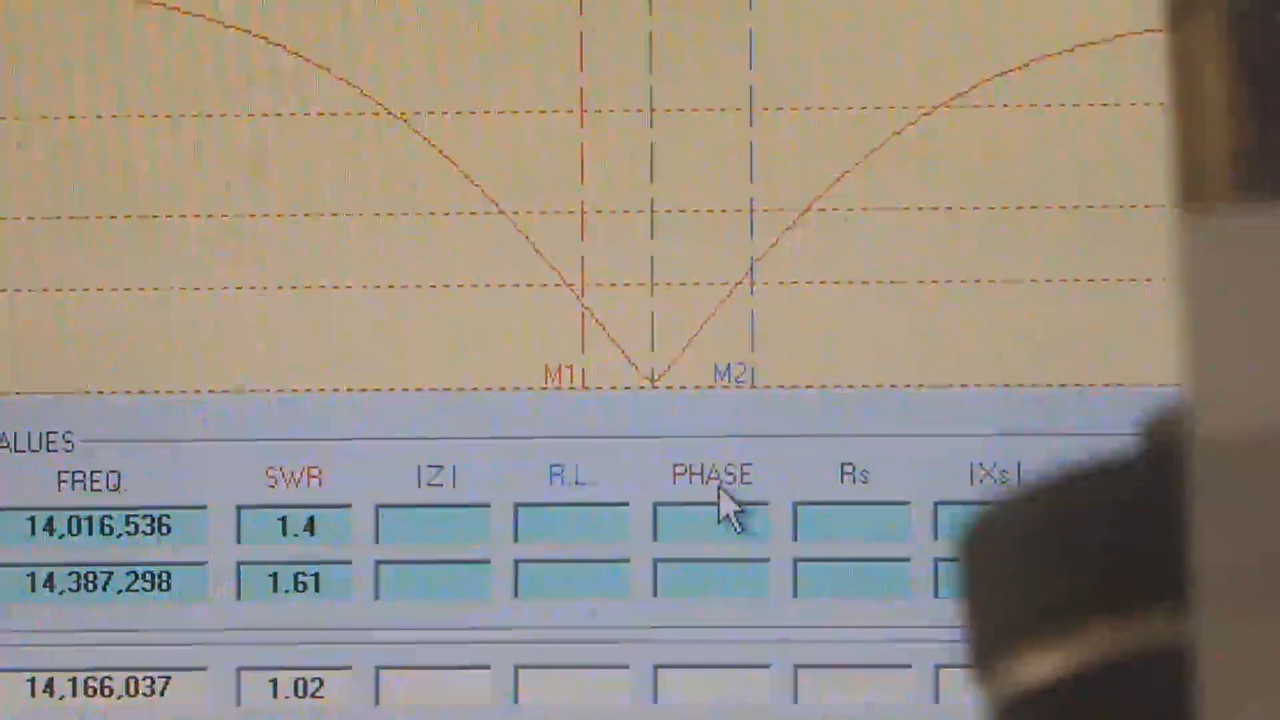 M1 M2
ALUES
FREQ. SWR |Z| R.L. PHASE Rs |Xs|
14,016,536 1.4
14,387,298 1.61
14,166,037 1.02